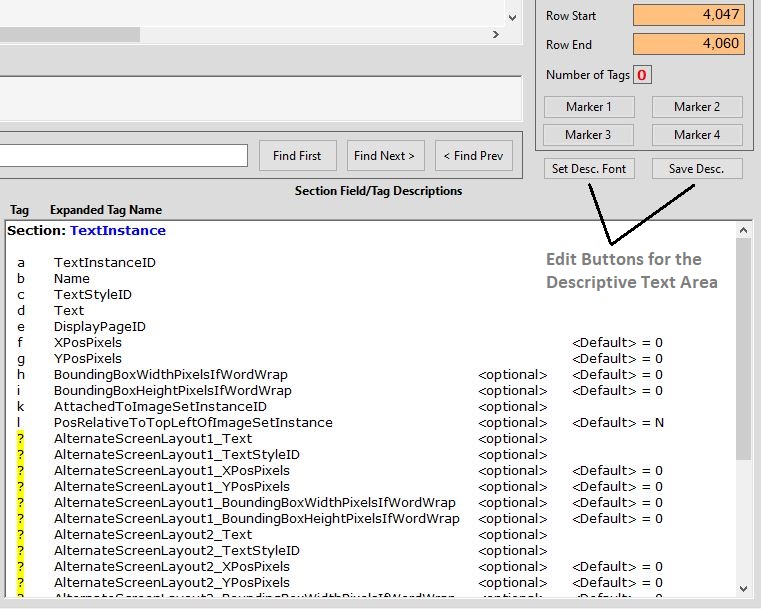 Row Start 4,047
Row End 4,060
Number of Tags 0
Marker 1 Marker 2
Marker 3 Marker 4
Find First Find Next > < Find Prev
Set Desc. Font Save Desc.
Section Field/Tag Descriptions
Tag Expanded Tag Name
Section: TextInstance
Edit Buttons for the
Descriptive Text Area
a TextInstanceID
b Name
c TextStyleID
d Text
e DisplayPageID
f XPosPixels <Default> = 0
g YPosPixels <Default> = 0
h BoundingBoxWidthPixelsIfWordWrap <optional> <Default> = 0
i BoundingBoxHeightPixelsIfWordWrap <optional> <Default> = 0
k AttachedToImageSetInstanceID <optional>
l PosRelativeToTopLeftOfImageSetInstance <optional> <Default> = N
? AlternateScreenLayout1_Text <optional>
? AlternateScreenLayout1_TextStyleID <optional>
? AlternateScreenLayout1_XPosPixels <optional> <Default> = 0
? AlternateScreenLayout1_YPosPixels <optional> <Default> = 0
? AlternateScreenLayout1_BoundingBoxWidthPixelsIfWordWrap <optional> <Default> = 0
? AlternateScreenLayout1_BoundingBoxHeightPixelsIfWordWrap <optional> <Default> = 0
? AlternateScreenLayout2_Text <optional>
? AlternateScreenLayout2_TextStyleID <optional>
? AlternateScreenLayout2_XPosPixels <optional> <Default> = 0
? AlternateScreenLayout2_YPosPixels <optional> <Default> = 0
? AlternateScreenLayout2_BoundingBoxWidthPixelsIfWordWrap <optional> <Default> = 0